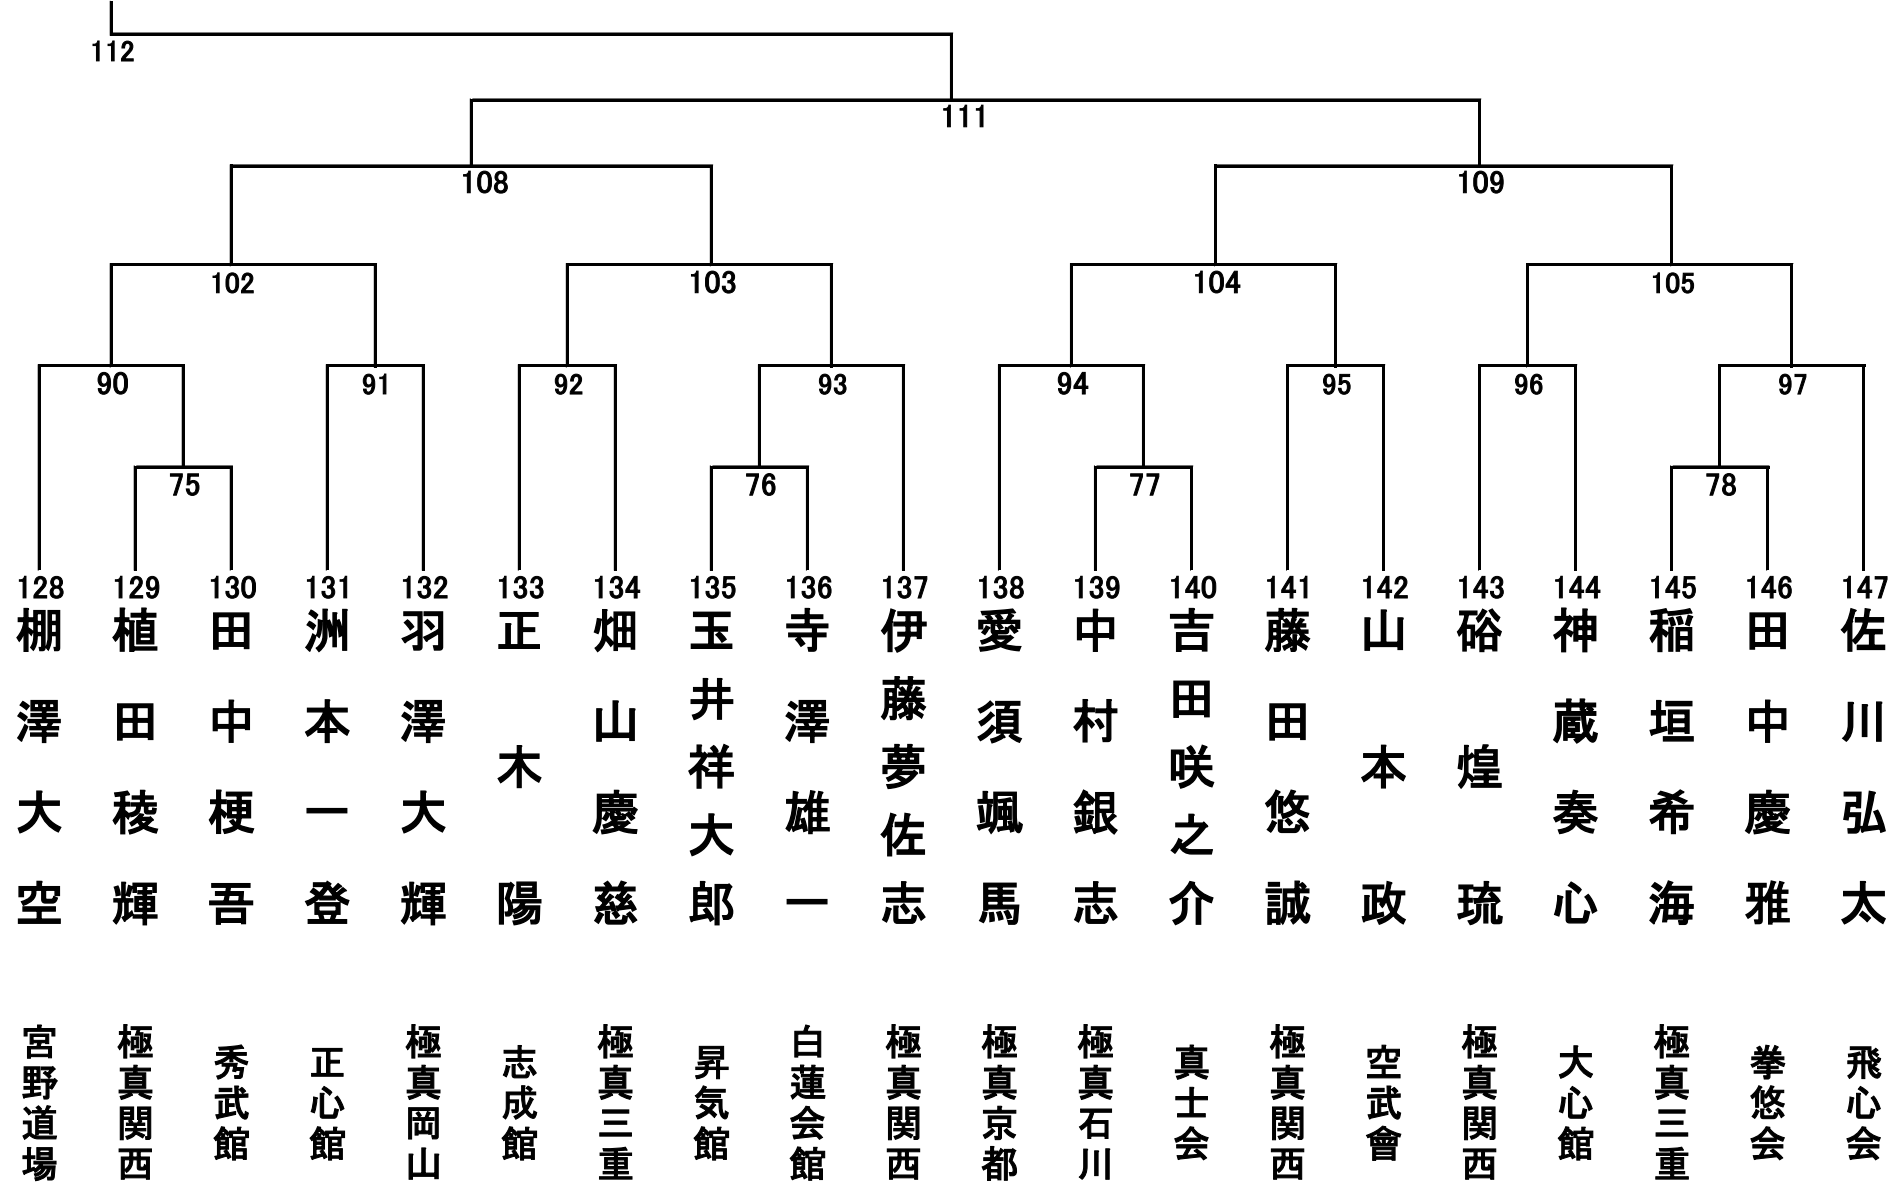 112
111
108
109
102
103
104
105
90
91
92
93
94
95
96
97
75
76
77
78
128
129
130
131
132
133
134
135
136
137
138
139
140
141
142
143
144
145
146
147
棚澤大空
植田稜輝
田中梗吾
洲本一登
羽澤大輝
正木陽
畑山慶慈
玉井祥大郎
寺澤雄一
伊藤夢佐志
愛須颯馬
中村銀志
吉田咲之介
藤田悠誠
山本政
硲煌琉
神蔵奏心
稲垣希海
田中慶雅
佐川弘太
宮野道場
極真関西
秀武館
正心館
極真岡山
志成館
極真三重
昇気館
白蓮会館
極真関西
極真京都
極真石川
真士会
極真関西
空武會
極真関西
大心館
極真三重
拳悠会
飛心会